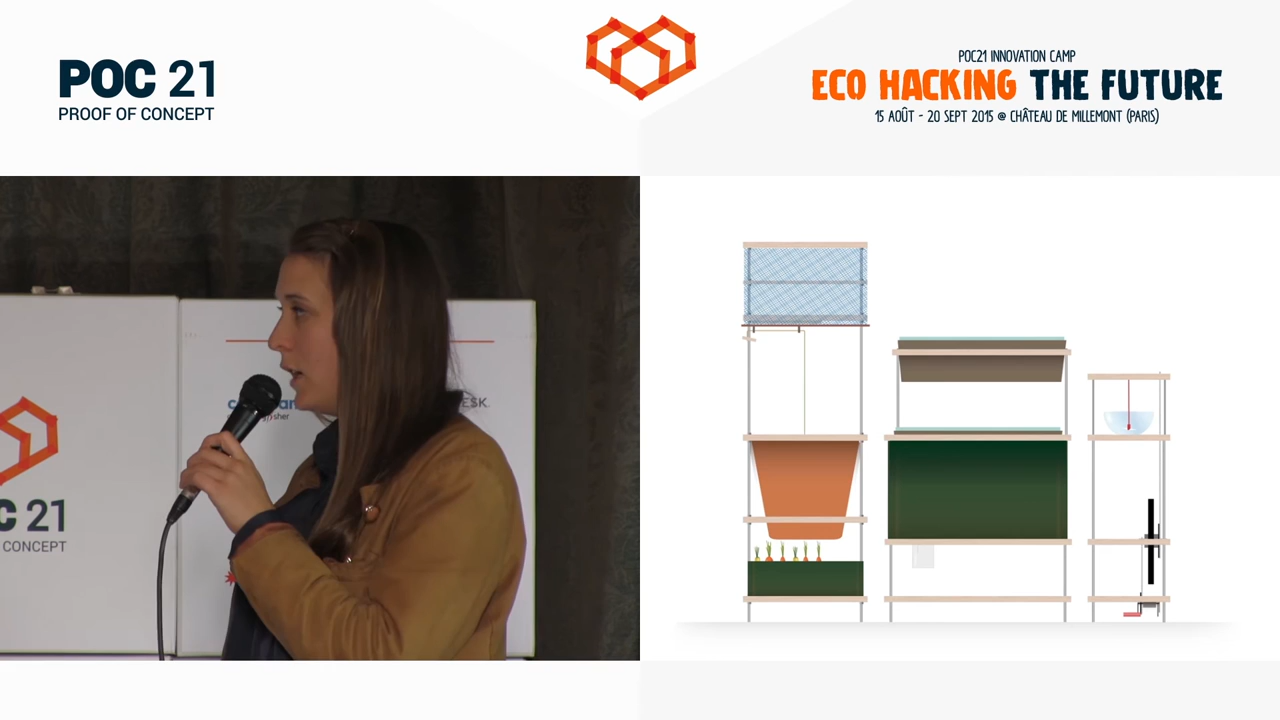 POC 21
PROOF OF CONCEPT
POC21 INNOVATION CAMP
ECO HACKING THE FUTURE
15 AOÛT - 20 SEPT 2015 @ CHÂTEAU DE MILLEMONT (PARIS)
21
CONCEPT